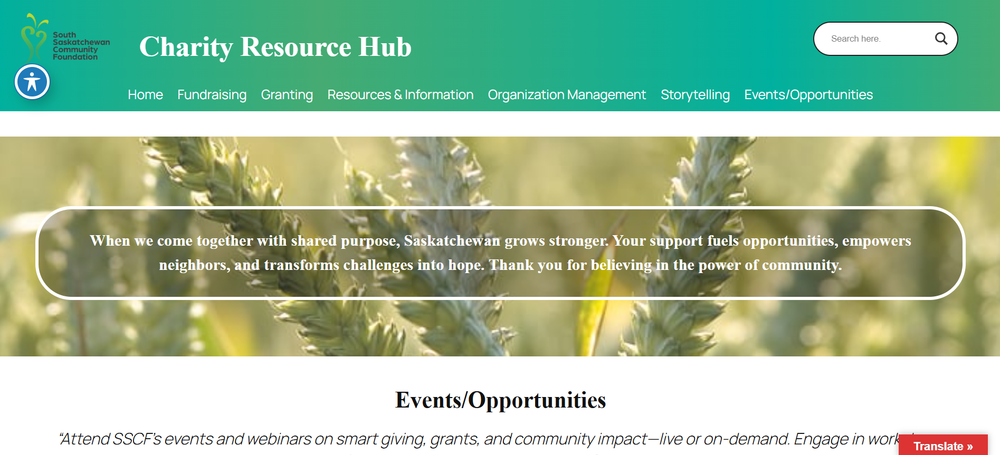 South
Saskatchewan
Community
Foundation
Charity Resource Hub
Search here.
Home Fundraising Granting Resources & Information Organization Management Storytelling Events/Opportunities
When we come together with shared purpose, Saskatchewan grows stronger. Your support fuels opportunities, empowers
neighbors, and transforms challenges into hope. Thank you for believing in the power of community.
Events/Opportunities
“Attend SSCF’s events and webinars on smart giving, grants, and community impact—live or on-demand. Engage in
Translate »